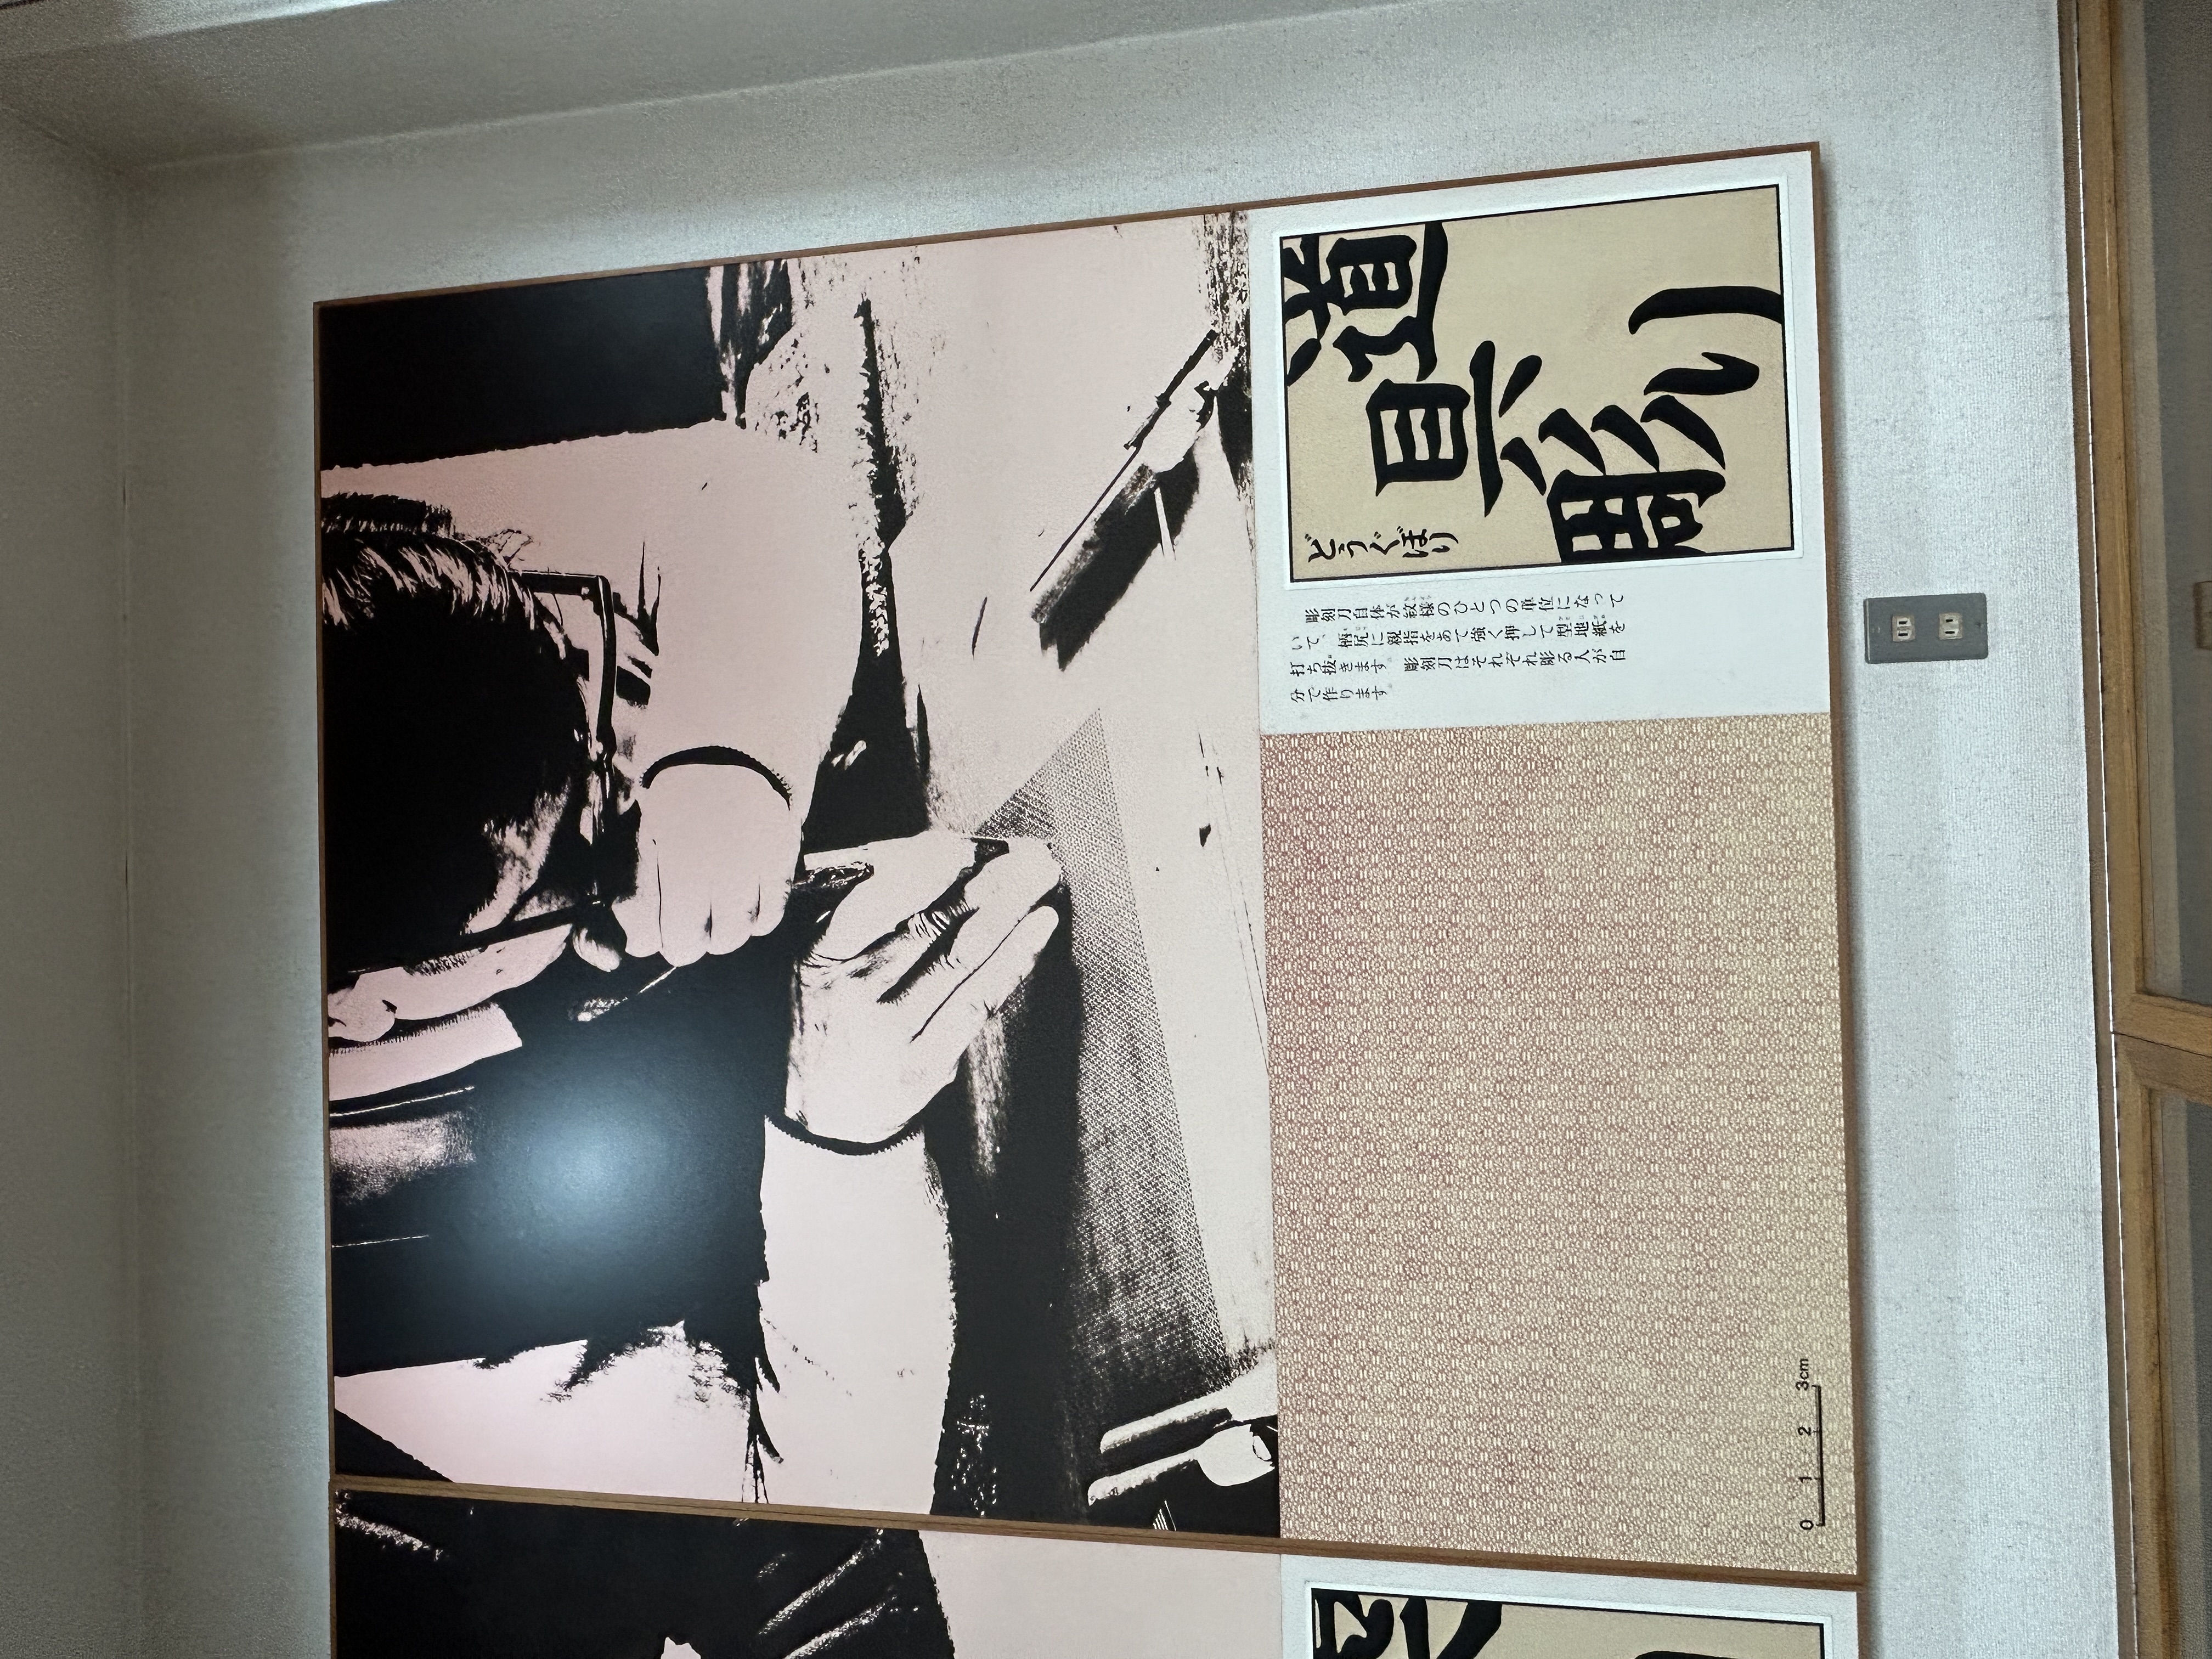 道具彫り
どうぐぼり
彫刻刀自体が紋様のひとつの単位になって
いて、柄尻に親指をあて強く押して型地紙を
打ち抜きます。彫刻刀はそれぞれ彫る人が自
分で作ります。
0 1 2 3cm